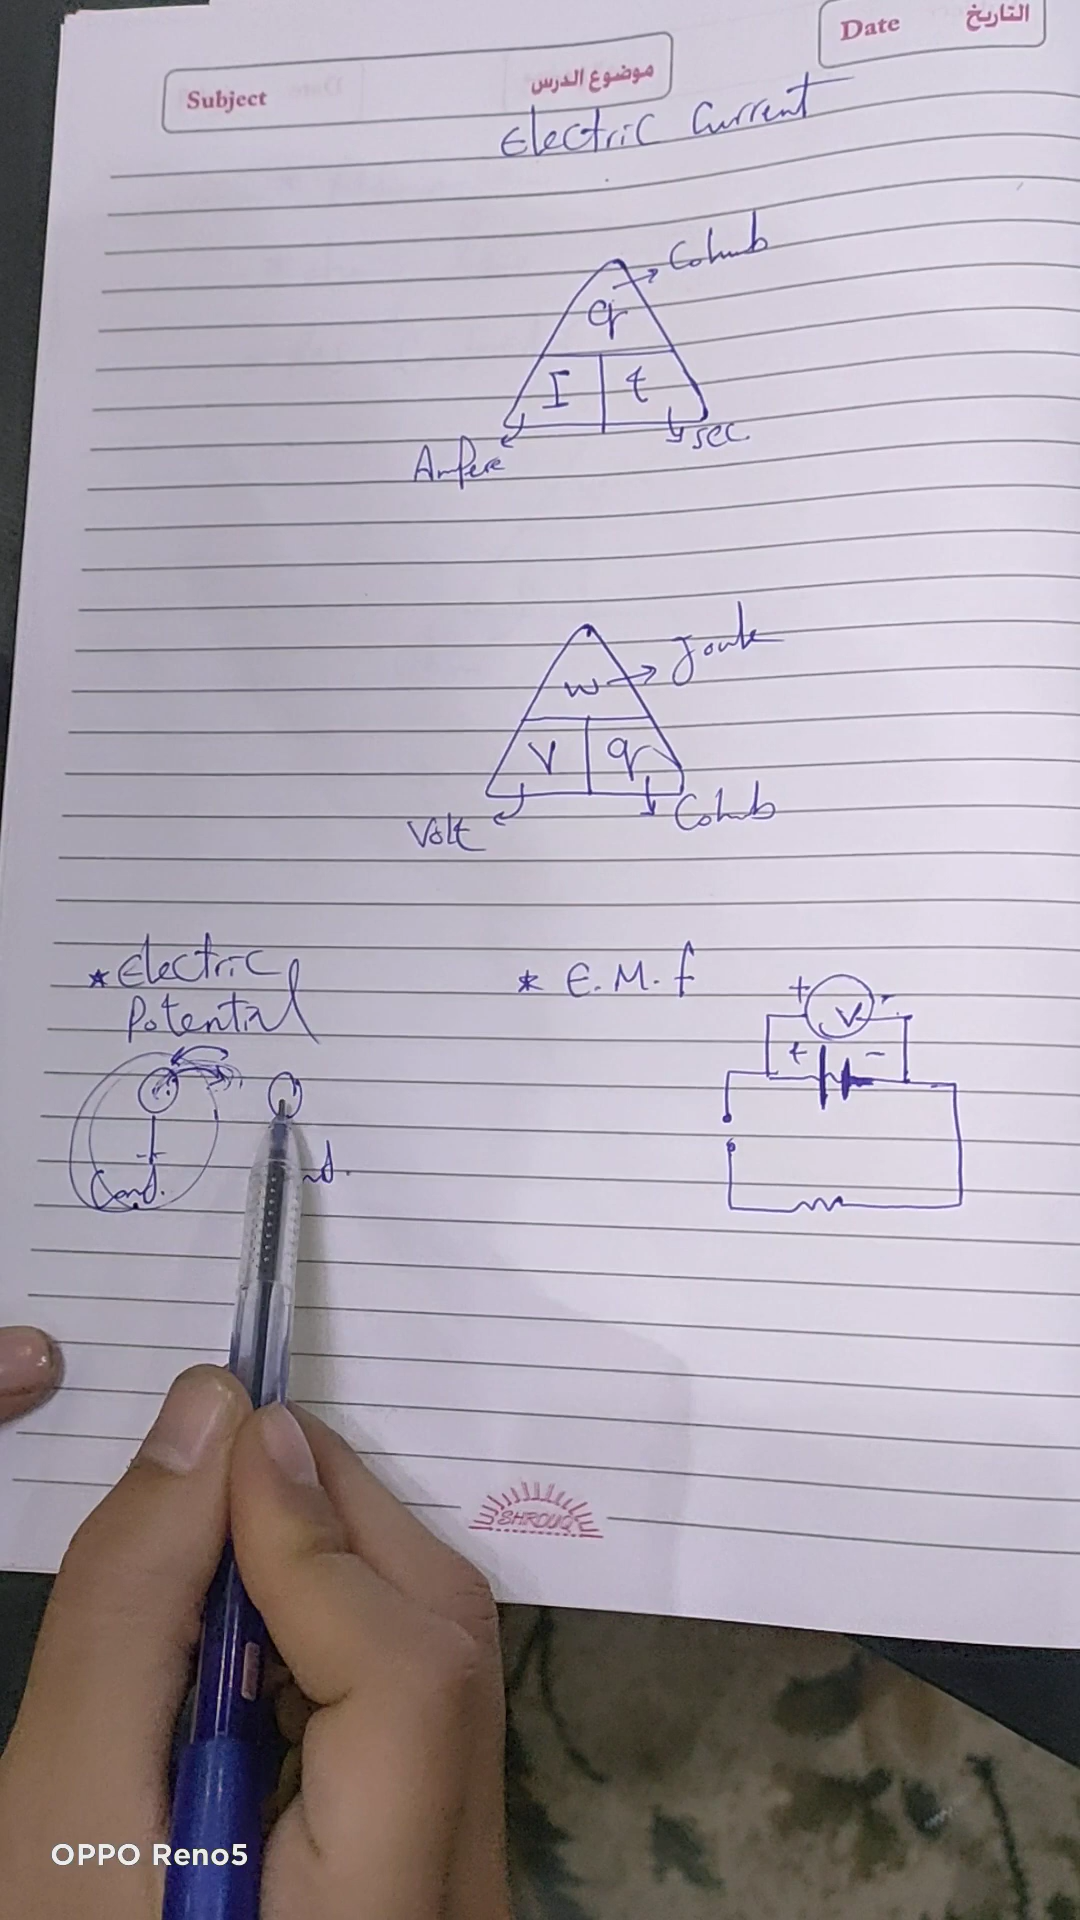 Date التاريخ
Subject موضوع الدرس
Electric Current
q → Columb
I t
Ampere sec
w → Joule
V q
Volt Columb
* Electric Potential
* E.M.f
+ V -
+ -
Cond. nd.
SHROUQ
OPPO Reno5